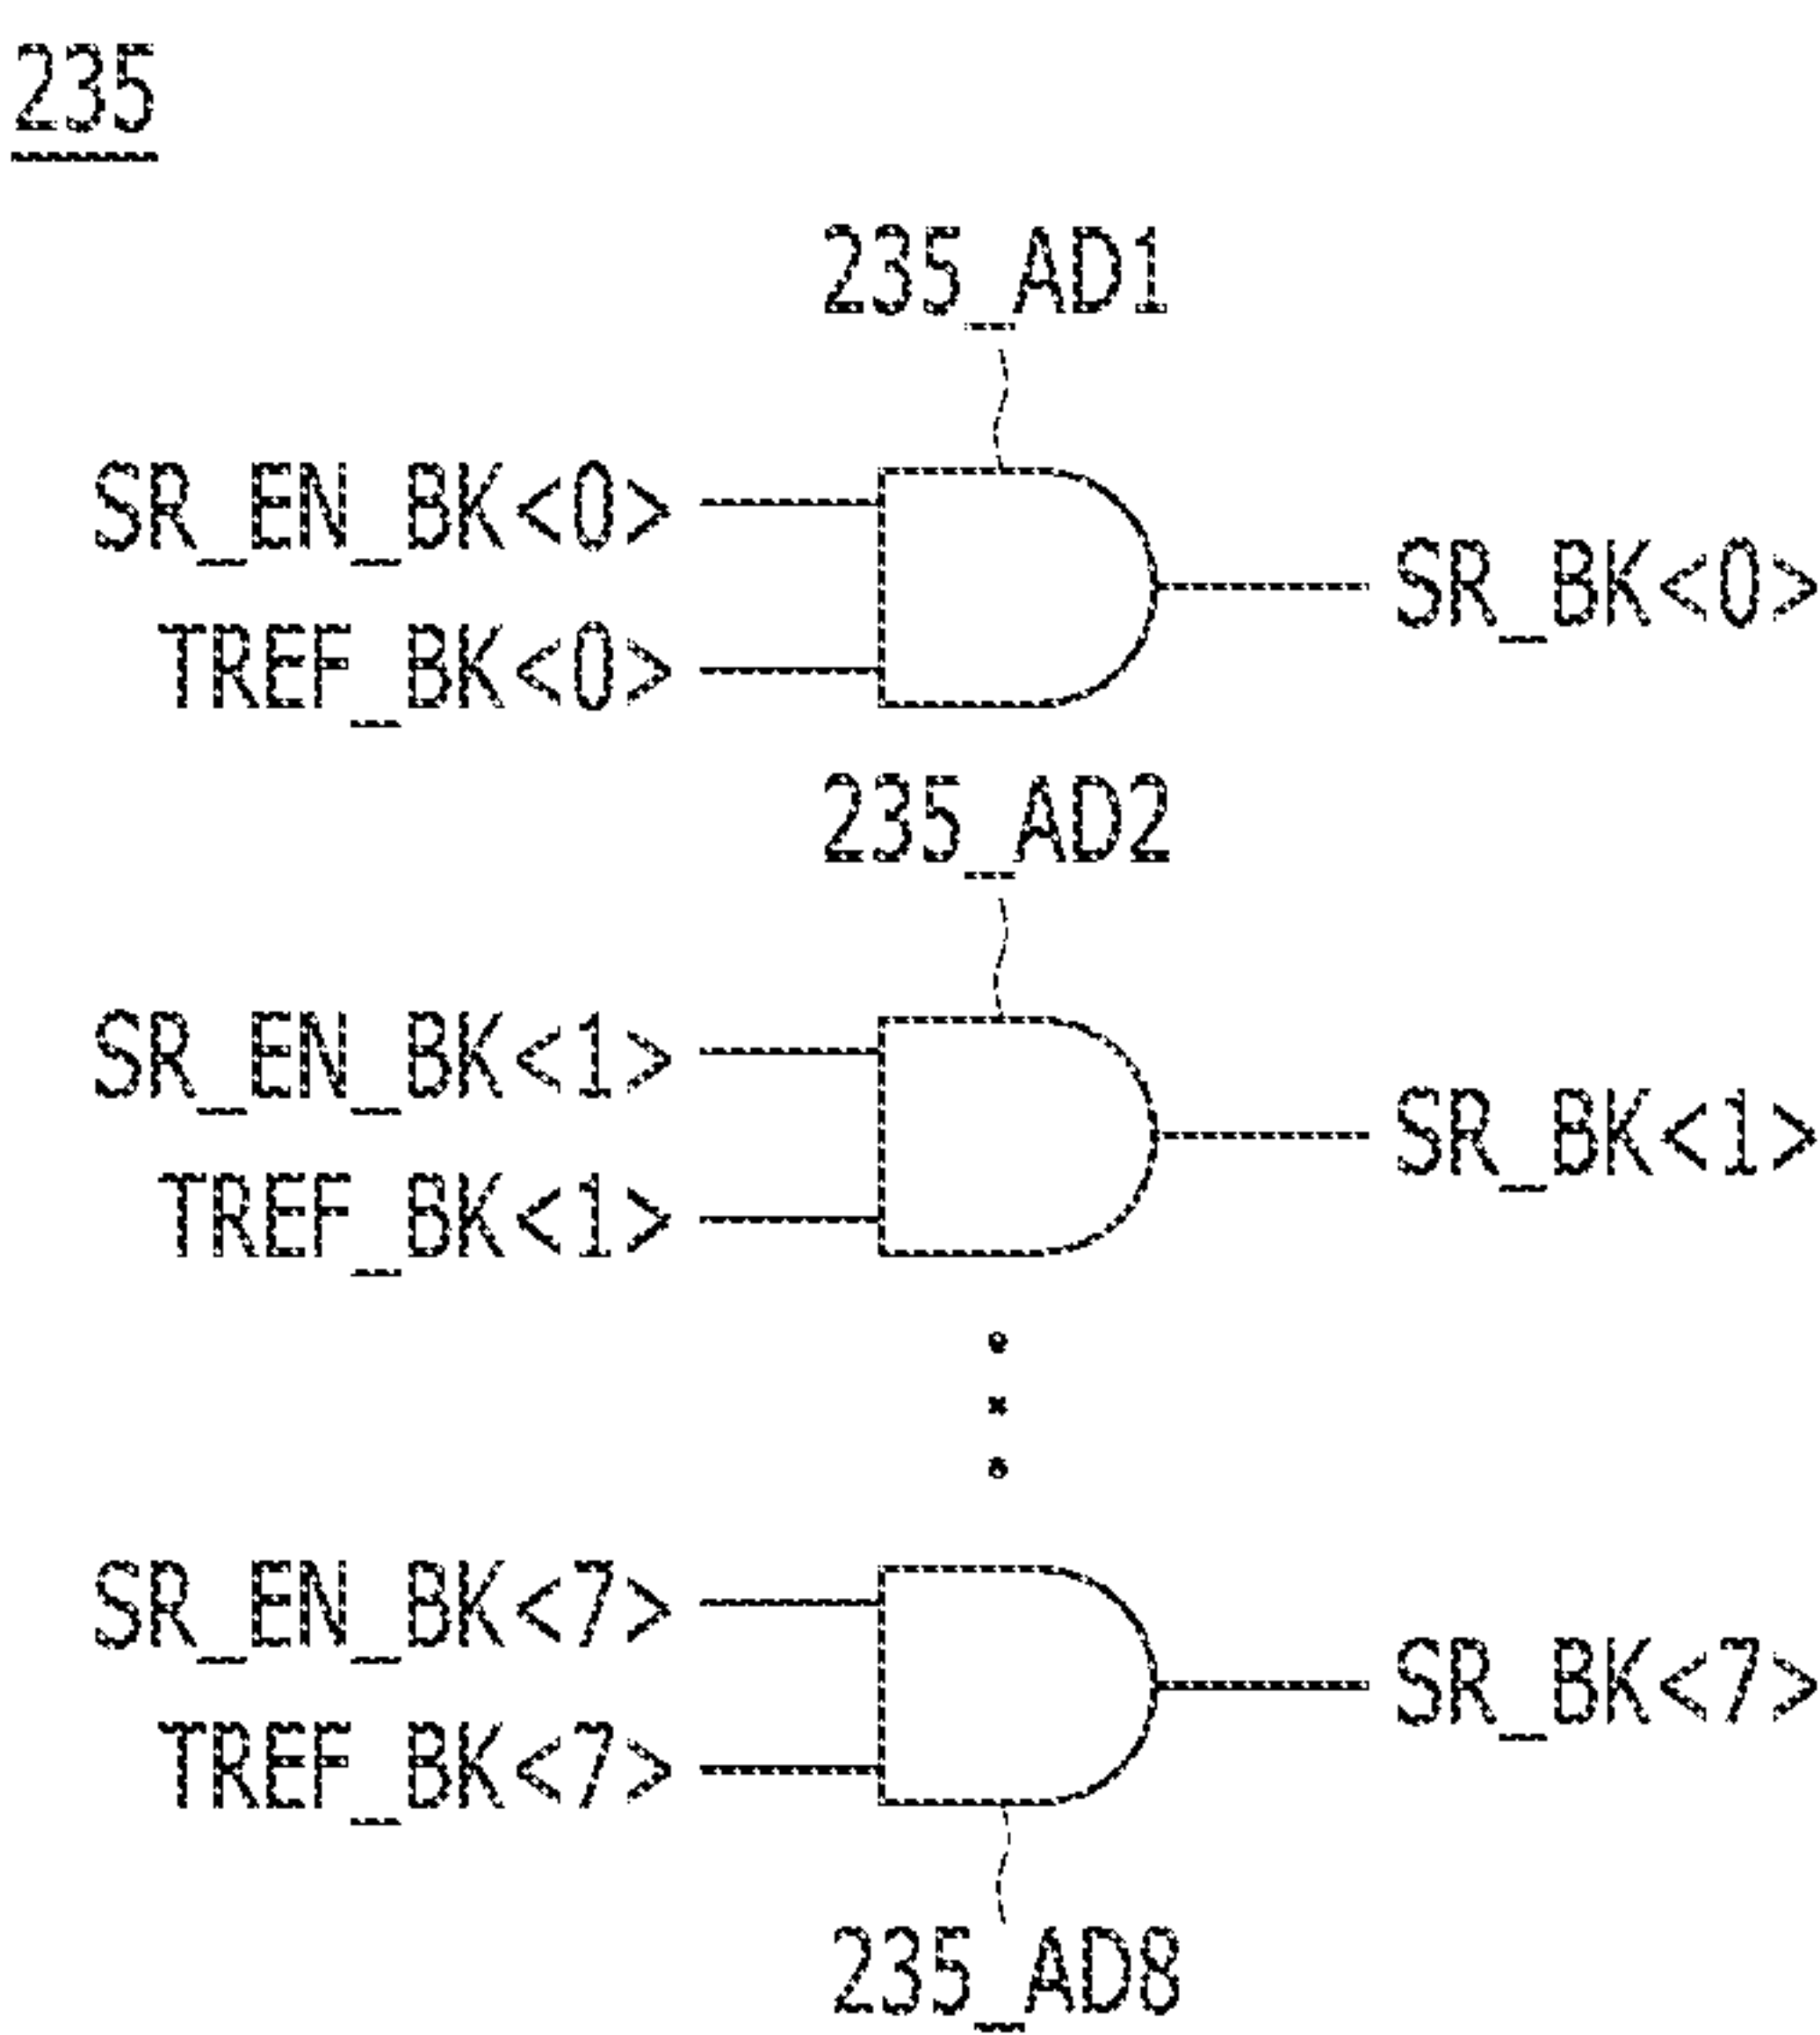 235
235_AD1
SR_EN_BK<0>
TREF_BK<0>
SR_BK<0>
235_AD2
SR_EN_BK<1>
TREF_BK<1>
SR_BK<1>
SR_EN_BK<7>
TREF_BK<7>
SR_BK<7>
235_AD8